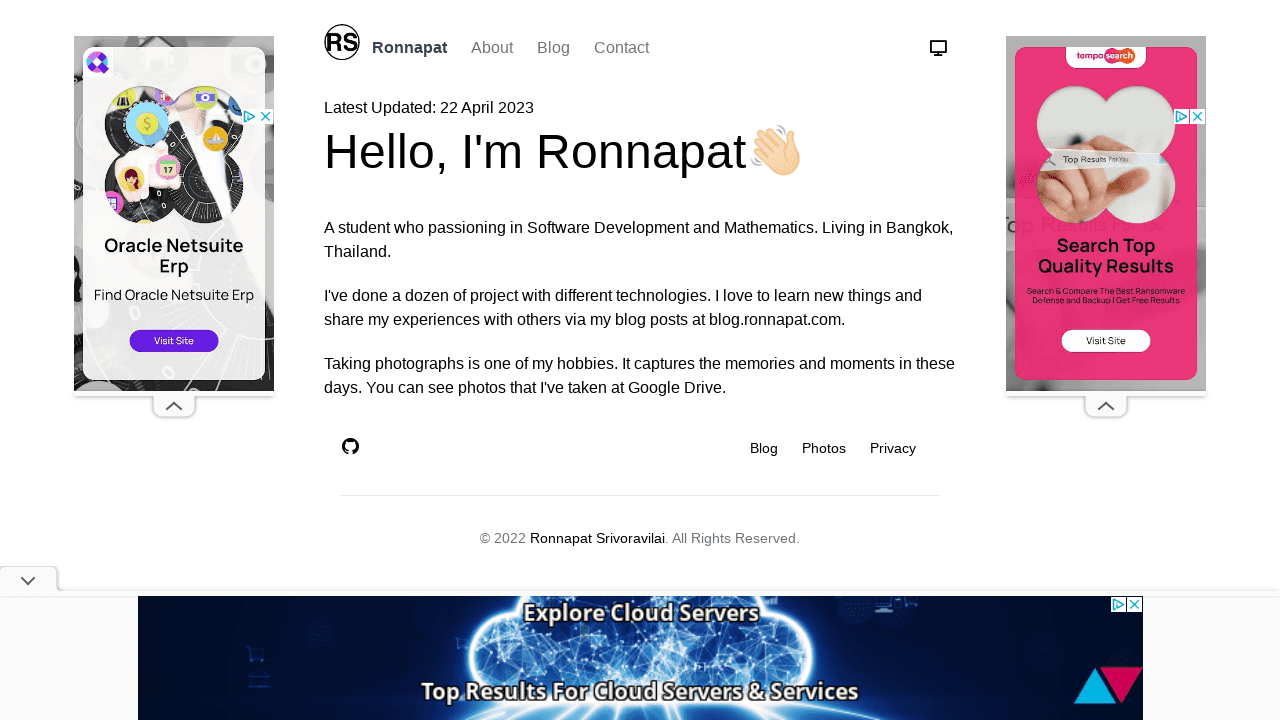 RS
Ronnapat
About
Blog
Contact
Latest Updated: 22 April 2023
Hello, I'm Ronnapat
A student who passioning in Software Development and Mathematics. Living in Bangkok,
Thailand.
I've done a dozen of project with different technologies. I love to learn new things and
share my experiences with others via my blog posts at blog.ronnapat.com.
Taking photographs is one of my hobbies. It captures the memories and moments in these
days. You can see photos that I've taken at Google Drive.
Blog
Photos
Privacy
© 2022 Ronnapat Srivoravilai. All Rights Reserved.
17
Oracle Netsuite
Erp
Find Oracle Netsuite Erp
Visit Site
temposearch
Top Results For You
Search Top
Quality Results
Search & Compare The Best Ransomware
Defense and Backup | Get Free Results
Visit Site
Explore Cloud Servers
Top Results For Cloud Servers & Services